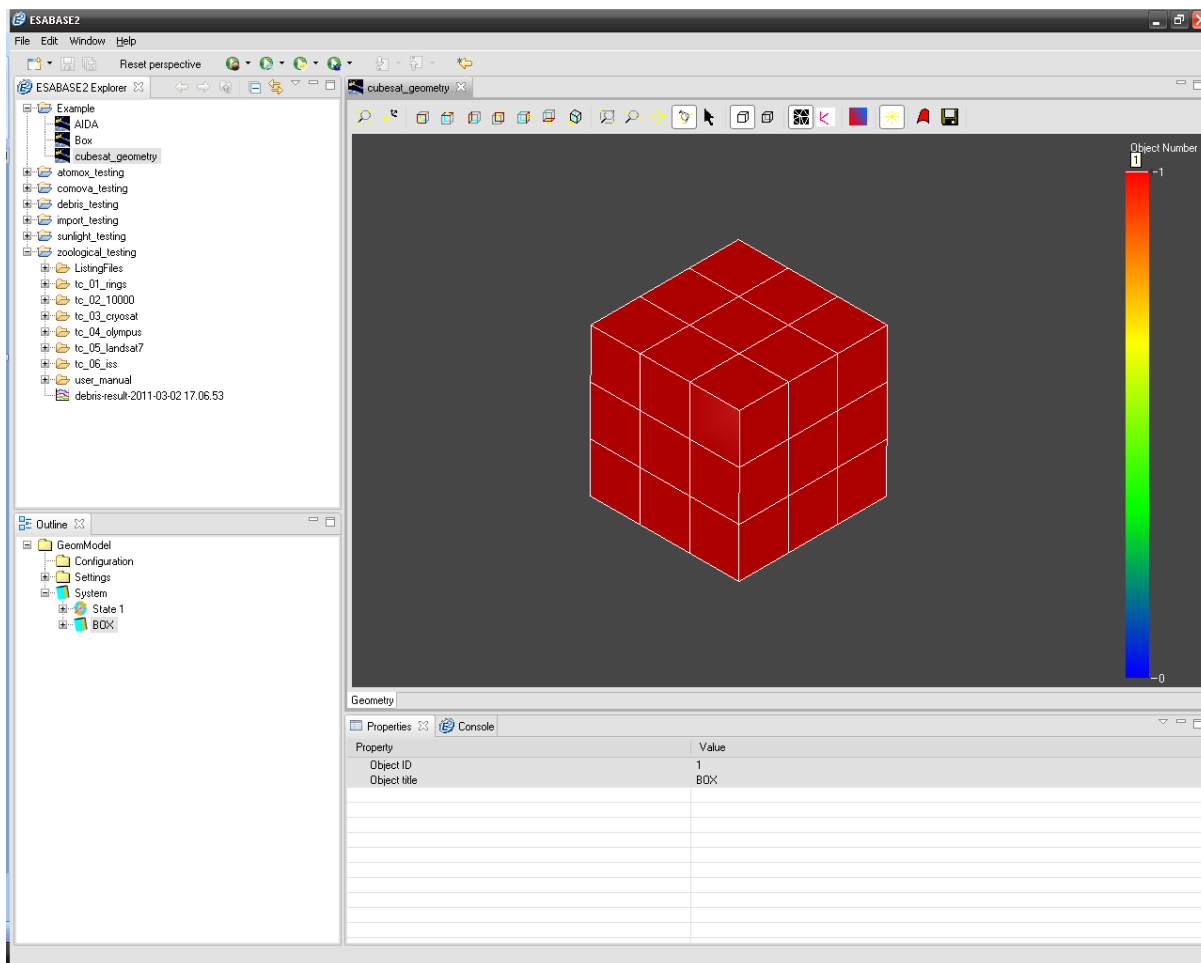 ESABASE2
File Edit Window Help
Reset perspective
ESABASE2 Explorer
Example
AIDA
Box
cubesat_geometry
atomox_testing
comova_testing
debris_testing
import_testing
sunlight_testing
zoological_testing
ListingFiles
tc_01_rings
tc_02_10000
tc_03_cryosat
tc_04_olympus
tc_05_landsat7
tc_06_iss
user_manual
debris-result-2011-03-02 17.06.53
Outline
GeomModel
Configuration
Settings
System
State 1
BOX
cubesat_geometry
Object Number
1
1
0
Geometry
Properties Console
Property Value
Object ID 1
Object title BOX